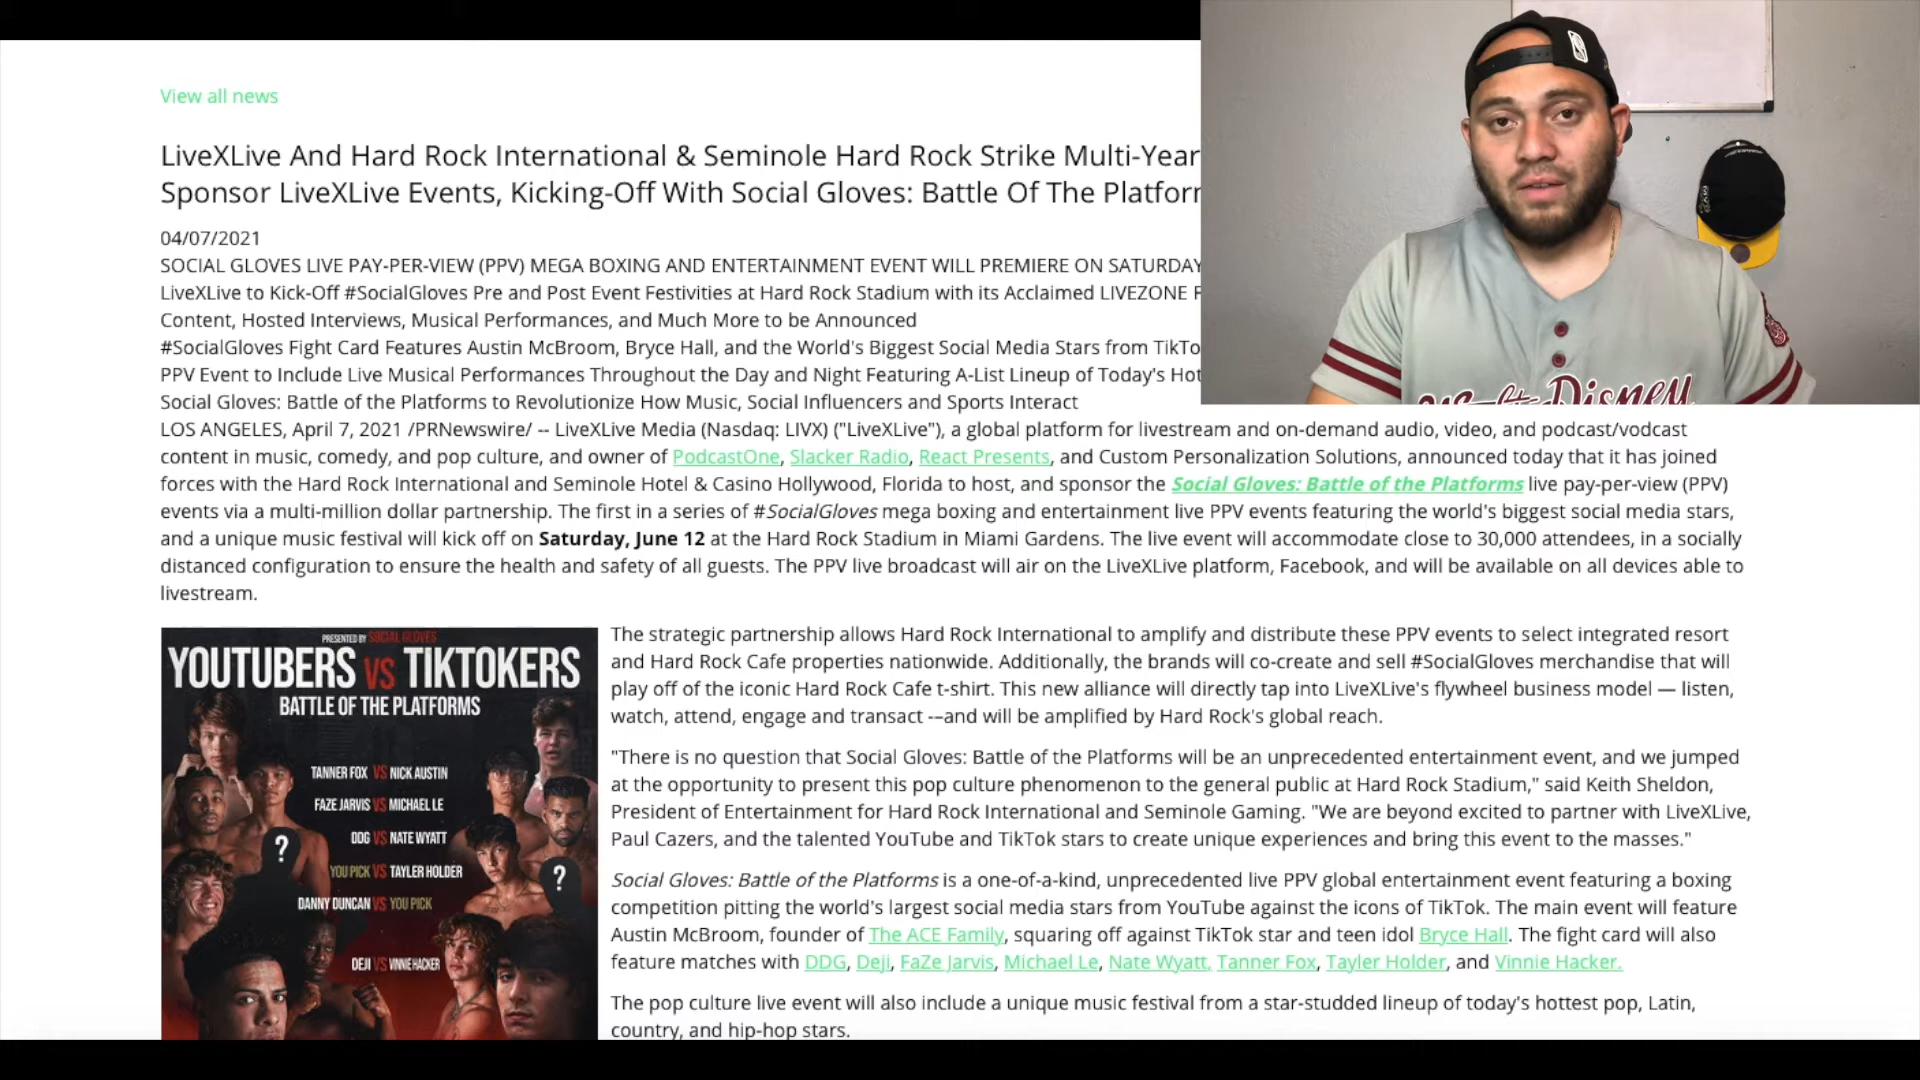 View all news
LiveXLive And Hard Rock International & Seminole Hard Rock Strike Multi-Year
Sponsor LiveXLive Events, Kicking-Off With Social Gloves: Battle Of The
04/07/2021
SOCIAL GLOVES LIVE PAY-PER-VIEW (PPV) MEGA BOXING AND ENTERTAINMENT EVENT WILL PREMIERE ON SATURDAY
LiveXLive to Kick-Off #SocialGloves Pre and Post Event Festivities at Hard Rock Stadium with its Acclaimed LIVEZONE
Content, Hosted Interviews, Musical Performances, and Much More to be Announced
#SocialGloves Fight Card Features Austin McBroom, Bryce Hall, and the World's Biggest Social Media Stars from
PPV Event to Include Live Musical Performances Throughout the Day and Night Featuring A-List Lineup of Today's
Social Gloves: Battle of the Platforms to Revolutionize How Music, Social Influencers and Sports Interact
LOS ANGELES, April 7, 2021 /PRNewswire/ -- LiveXLive Media (Nasdaq: LIVX) ("LiveXLive"), a global platform for livestream and on-demand audio, video, and podcast/vodcast
content in music, comedy, and pop culture, and owner of PodcastOne, Slacker Radio, React Presents, and Custom Personalization Solutions, announced today that it has joined
forces with the Hard Rock International and Seminole Hotel & Casino Hollywood, Florida to host, and sponsor the Social Gloves: Battle of the Platforms live pay-per-view (PPV)
events via a multi-million dollar partnership. The first in a series of #SocialGloves mega boxing and entertainment live PPV events featuring the world's biggest social media stars,
and a unique music festival will kick off on Saturday, June 12 at the Hard Rock Stadium in Miami Gardens. The live event will accommodate close to 30,000 attendees, in a socially
distanced configuration to ensure the health and safety of all guests. The PPV live broadcast will air on the LiveXLive platform, Facebook, and will be available on all devices able to
livestream.
PRESENTED BY SOCIAL GLOVES
YOUTUBERS VS TIKTOKERS
BATTLE OF THE PLATFORMS
TANNER FOX VS NICK AUSTIN
FAZE JARVIS VS MICHAEL LE
DDG VS NATE WYATT
?
YOU PICK VS TAYLER HOLDER
?
DANNY DUNCAN VS YOU PICK
DEJI VS VINNIE HACKER
The strategic partnership allows Hard Rock International to amplify and distribute these PPV events to select integrated resort
and Hard Rock Cafe properties nationwide. Additionally, the brands will co-create and sell #SocialGloves merchandise that will
play off of the iconic Hard Rock Cafe t-shirt. This new alliance will directly tap into LiveXLive's flywheel business model — listen,
watch, attend, engage and transact -–and will be amplified by Hard Rock's global reach.
"There is no question that Social Gloves: Battle of the Platforms will be an unprecedented entertainment event, and we jumped
at the opportunity to present this pop culture phenomenon to the general public at Hard Rock Stadium," said Keith Sheldon,
President of Entertainment for Hard Rock International and Seminole Gaming. "We are beyond excited to partner with LiveXLive,
Paul Cazers, and the talented YouTube and TikTok stars to create unique experiences and bring this event to the masses."
Social Gloves: Battle of the Platforms is a one-of-a-kind, unprecedented live PPV global entertainment event featuring a boxing
competition pitting the world's largest social media stars from YouTube against the icons of TikTok. The main event will feature
Austin McBroom, founder of The ACE Family, squaring off against TikTok star and teen idol Bryce Hall. The fight card will also
feature matches with DDG, Deji, FaZe Jarvis, Michael Le, Nate Wyatt, Tanner Fox, Tayler Holder, and Vinnie Hacker.
The pop culture live event will also include a unique music festival from a star-studded lineup of today's hottest pop, Latin,
country, and hip-hop stars.
Disney